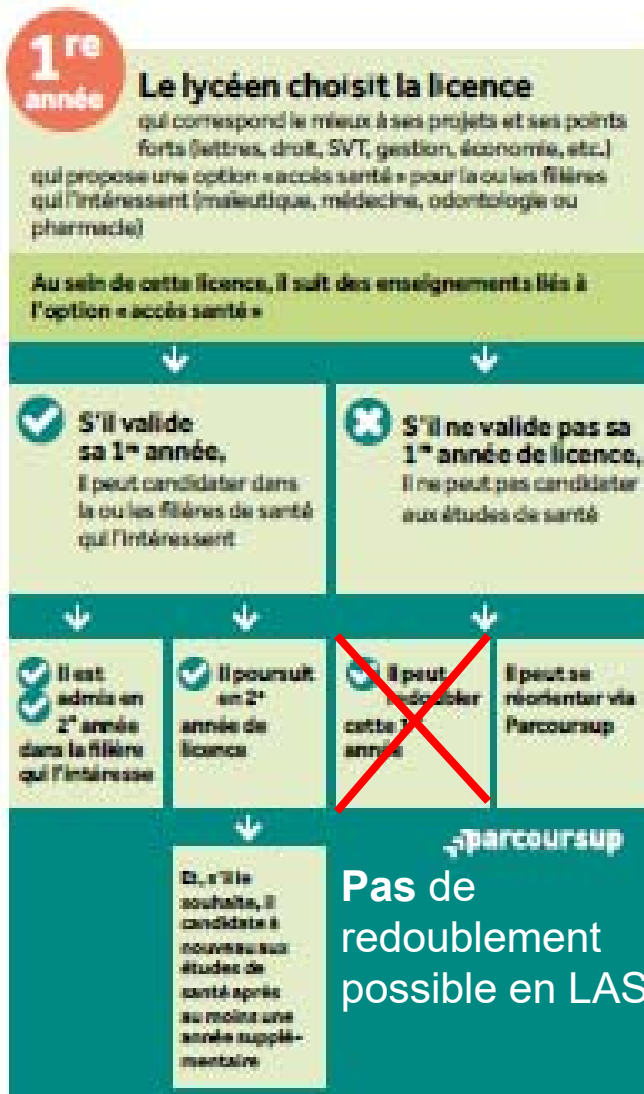 1re
année
Le lycéen choisit la licence
qui correspond le mieux à ses projets et ses points
forts (lettres, droit, SVT, gestion, économie, etc.)
qui propose une option « accès santé » pour la ou les filières
qui l'intéressent (maïeutique, médecine, odontologie ou
pharmacie)
Au sein de cette licence, il suit des enseignements liés à
l'option « accès santé »
S'il valide
sa 1re année,
il peut candidater dans
la ou les filières de santé
qui l'intéressent
S'il ne valide pas sa
1re année de licence,
il ne peut pas candidater
aux études de santé
Il est
admis en
2e année
dans la filière
qui l'intéresse
Il poursuit
en 2e
année de
licence
Il peut
redoubler
cette 1re
année
Il peut se
réorienter via
Parcoursup
parcoursup
Et, s'il le
souhaite, il
candidate à
nouveau aux
études de
santé après
au moins une
année supplé-
mentaire
Pas de
redoublement
possible en LAS